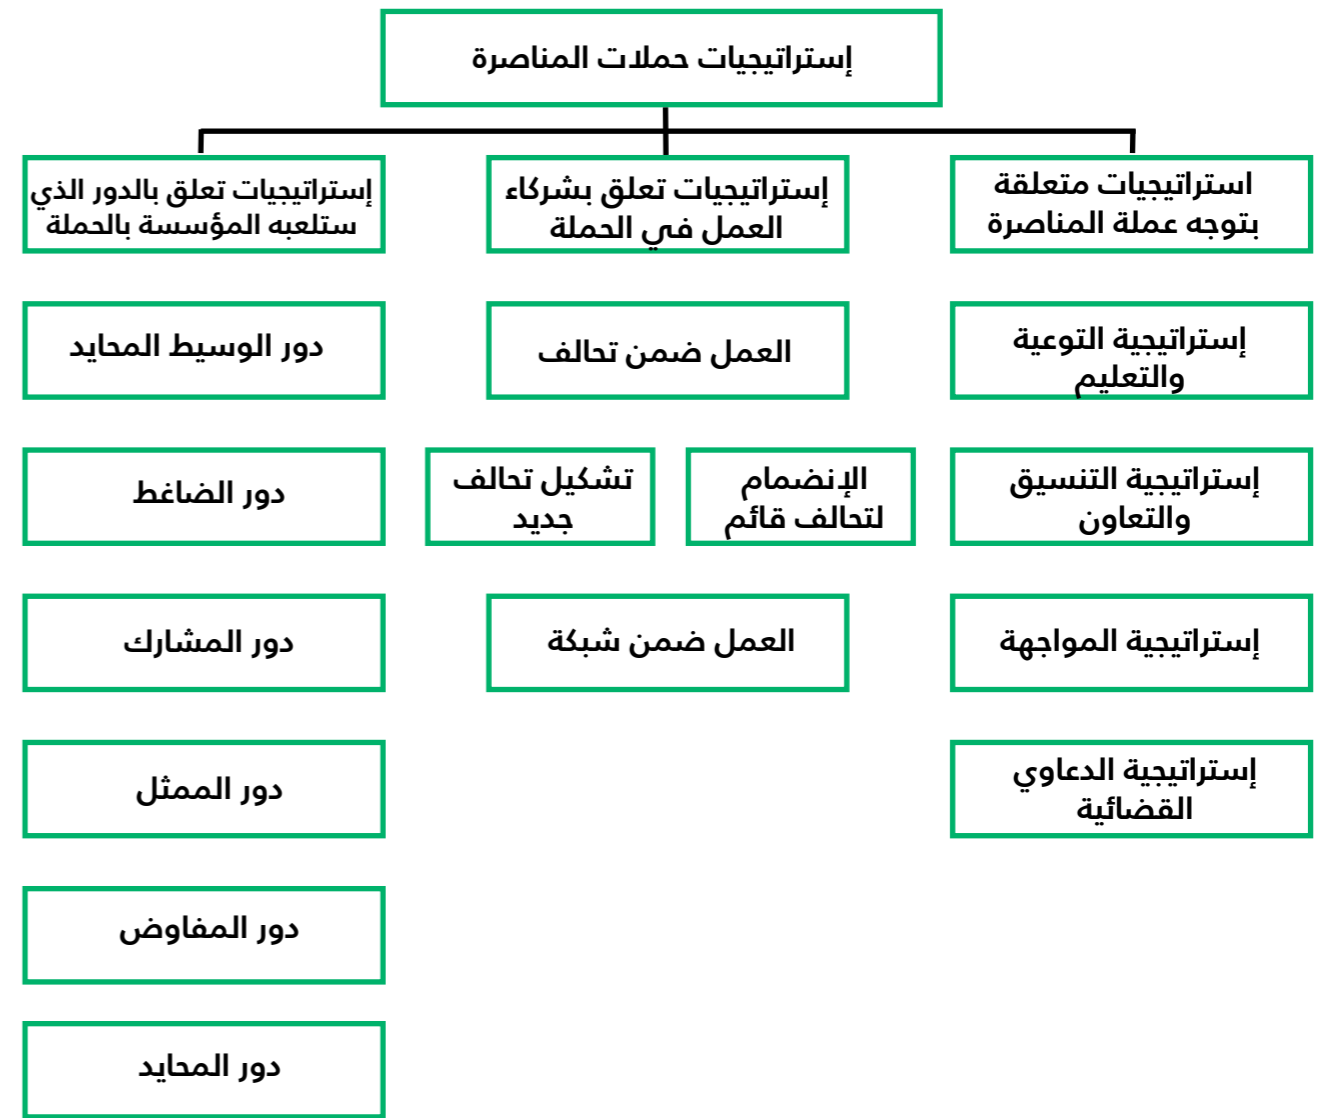 إستراتيجيات حملات المناصرة
استراتيجيات متعلقة
بتوجه عملة المناصرة
إستراتيجية التوعية
والتعليم
إستراتيجية التنسيق
والتعاون
إستراتيجية المواجهة
إستراتيجية الدعاوي
القضائية
إستراتيجيات تعلق بشركاء
العمل في الحملة
العمل ضمن تحالف
الإنضمام
لتحالف قائم
تشكيل تحالف
جديد
العمل ضمن شبكة
إستراتيجيات تعلق بالدور الذي
ستلعبه المؤسسة بالحملة
دور الوسيط المحايد
دور الضاغط
دور المشارك
دور الممثل
دور المفاوض
دور المحايد